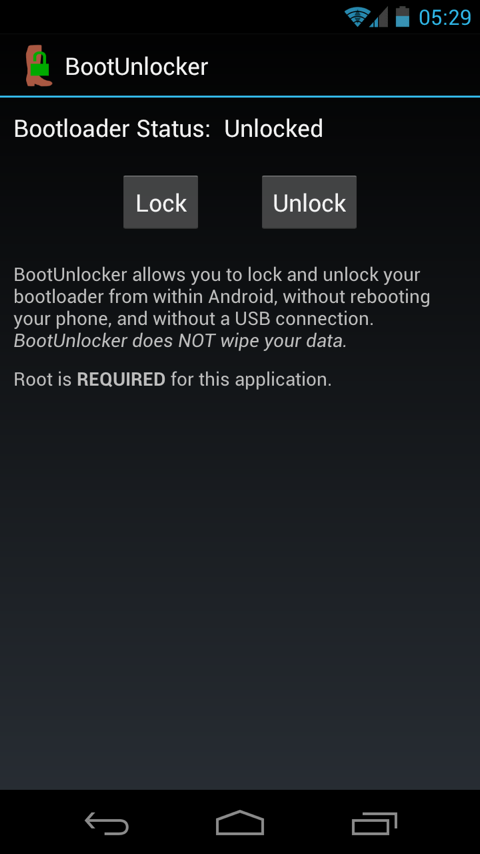 05:29
BootUnlocker
Bootloader Status:  Unlocked
Lock
Unlock
BootUnlocker allows you to lock and unlock your
bootloader from within Android, without rebooting
your phone, and without a USB connection.
BootUnlocker does NOT wipe your data.
Root is REQUIRED for this application.